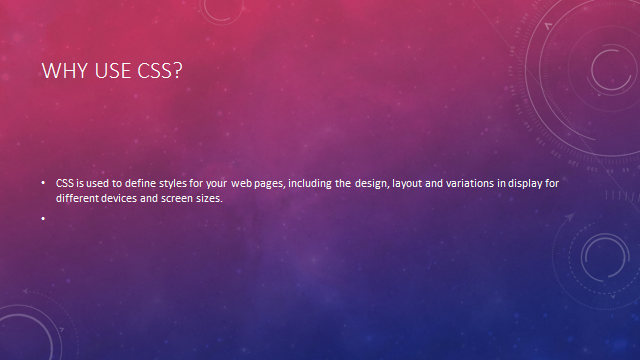 WHY USE CSS?
• CSS is used to define styles for your web pages, including the design, layout and variations in display for
different devices and screen sizes.
•